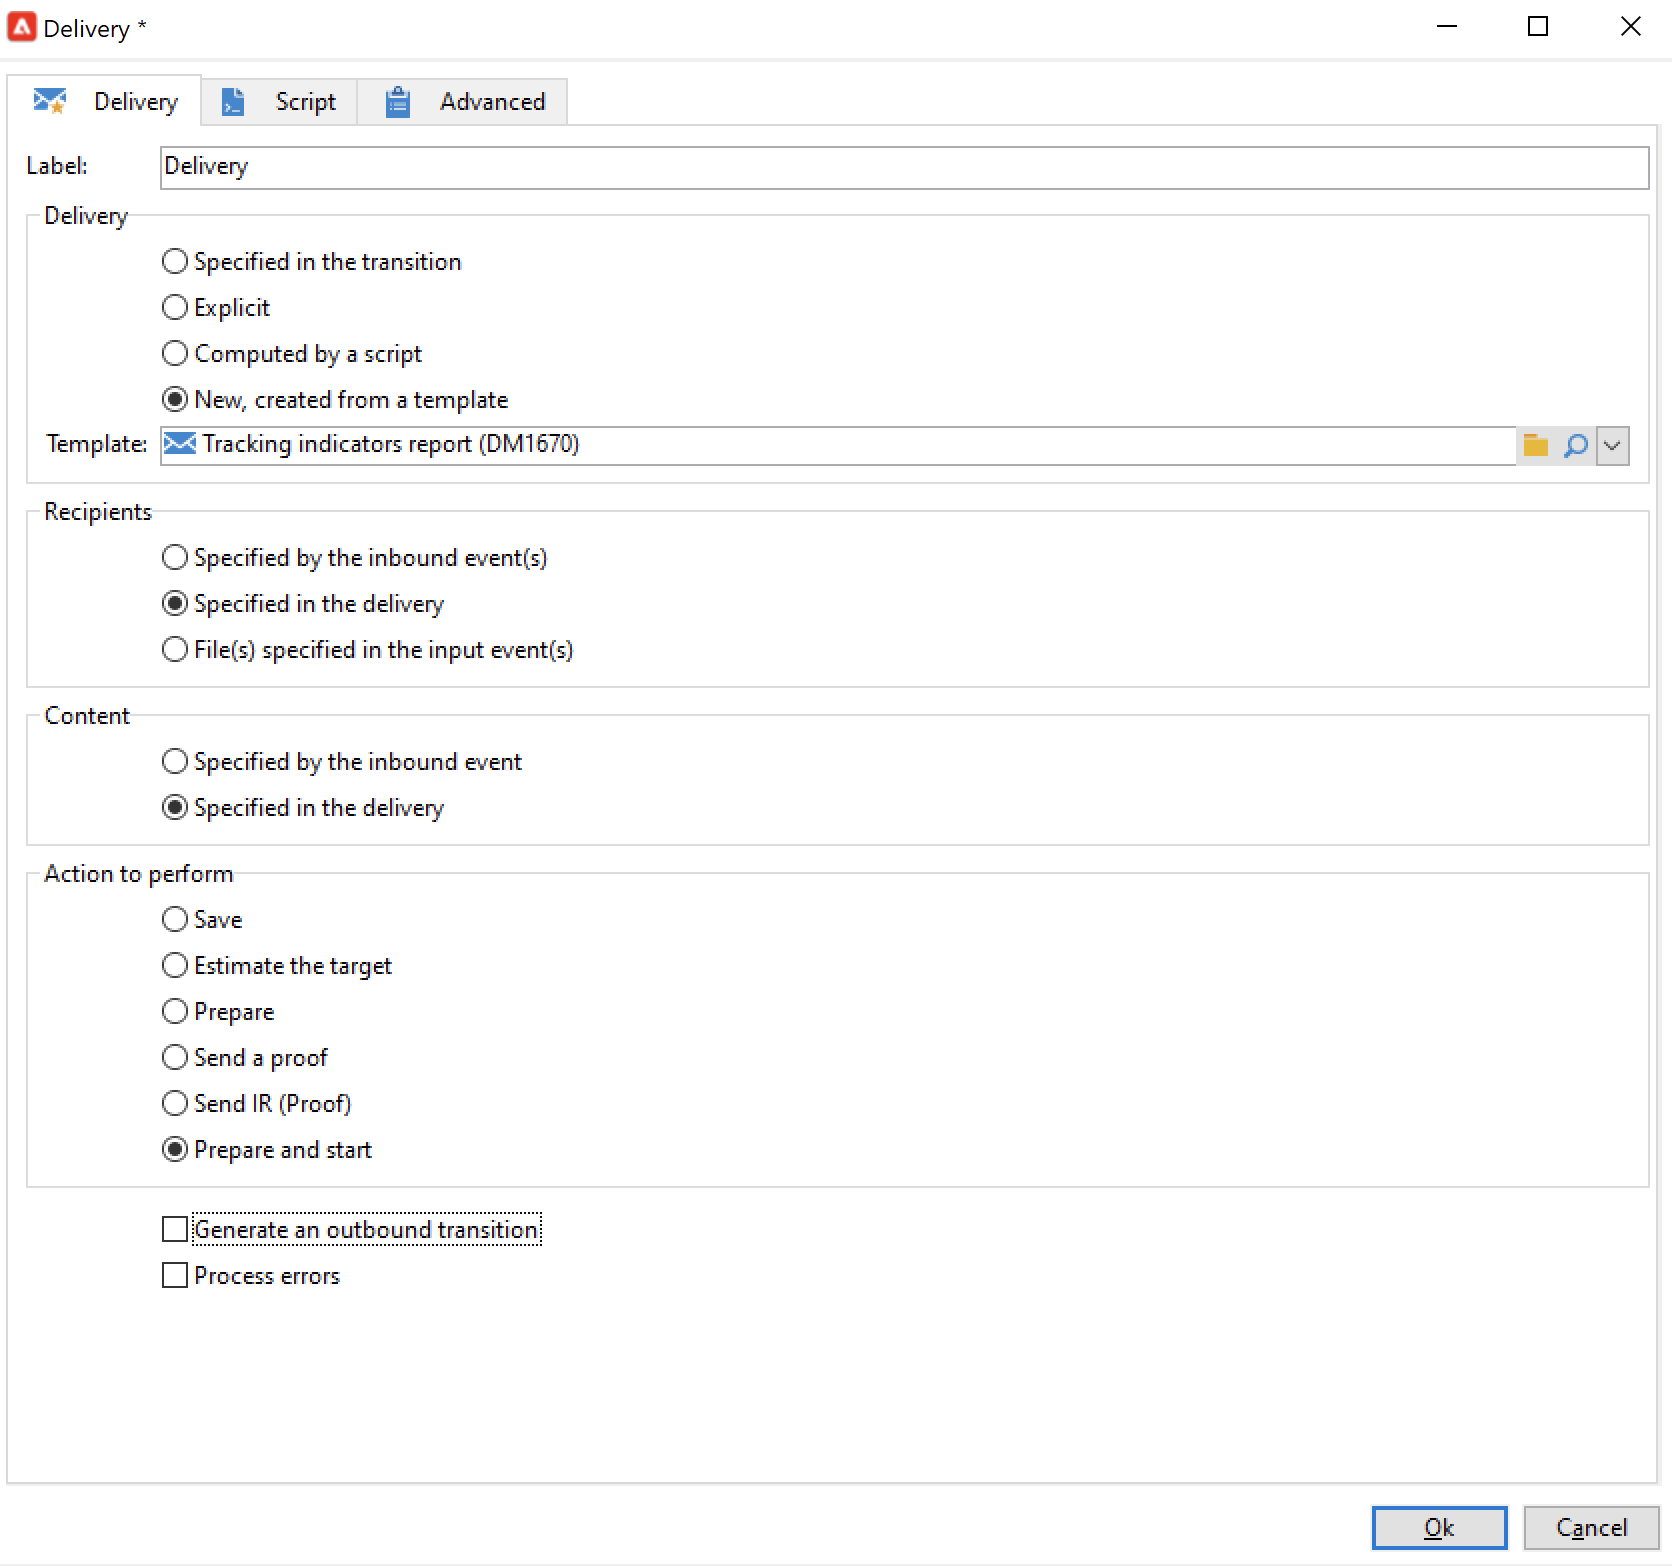 Delivery *
Delivery Script Advanced
Label: Delivery
Delivery
Specified in the transition
Explicit
Computed by a script
New, created from a template
Template: Tracking indicators report (DM1670)
Recipients
Specified by the inbound event(s)
Specified in the delivery
File(s) specified in the input event(s)
Content
Specified by the inbound event
Specified in the delivery
Action to perform
Save
Estimate the target
Prepare
Send a proof
Send IR (Proof)
Prepare and start
Generate an outbound transition
Process errors
Ok Cancel